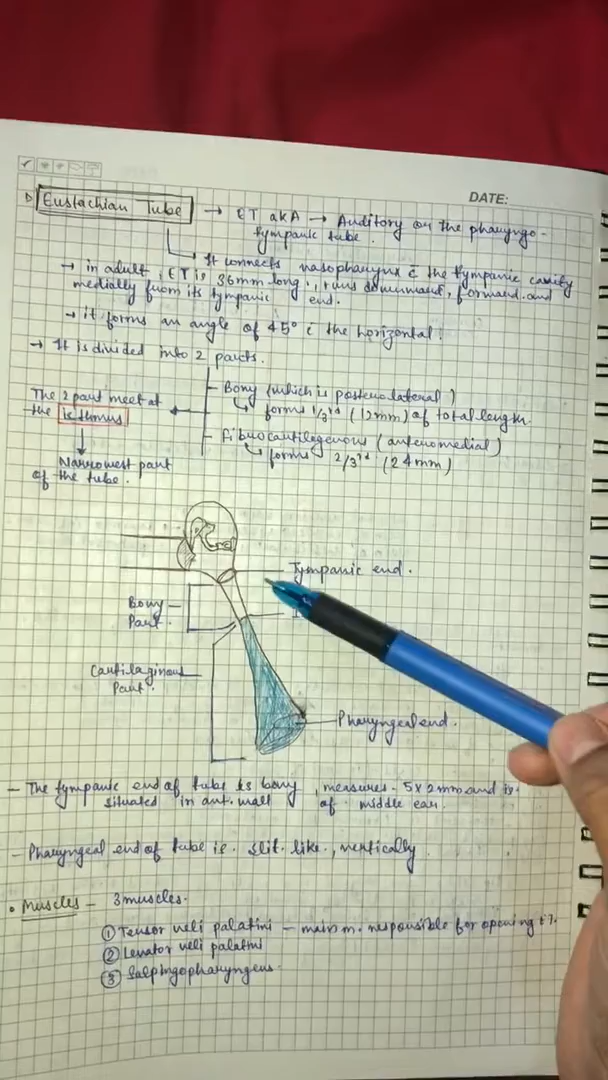 DATE:
Eustachian Tube → ET aKA → Auditory or the pharyngo-
tympanic tube.
It connects nasopharynx c̄ the tympanic cavity
→ in adult, ET is 36mm long, runs downward, forward and
medially from its tympanic end.
→ it forms an angle of 45° c̄ the horizontal.
→ It is divided into 2 parts.
Bony (which is posterolateral)
forms 1/3rd (12mm) of total length.
Fibrocartilagenous (anteromedial)
forms 2/3rd (24mm)
The 2 part meet at
the isthmus
Narrowest part
of the tube.
Tympanic end.
Bony
Part.
Cartilaginous
Part.
Pharyngeal end.
- The tympanic end of tube is bony, measures 5x2mm and is
situated in ant. wall of middle ear.
- Pharyngeal end of tube is slit like, vertically
• Muscles - 3 muscles.
① Tensor veli palatini - main m. responsible for opening
② Levator veli palatini
③ Salpingopharyngeus.